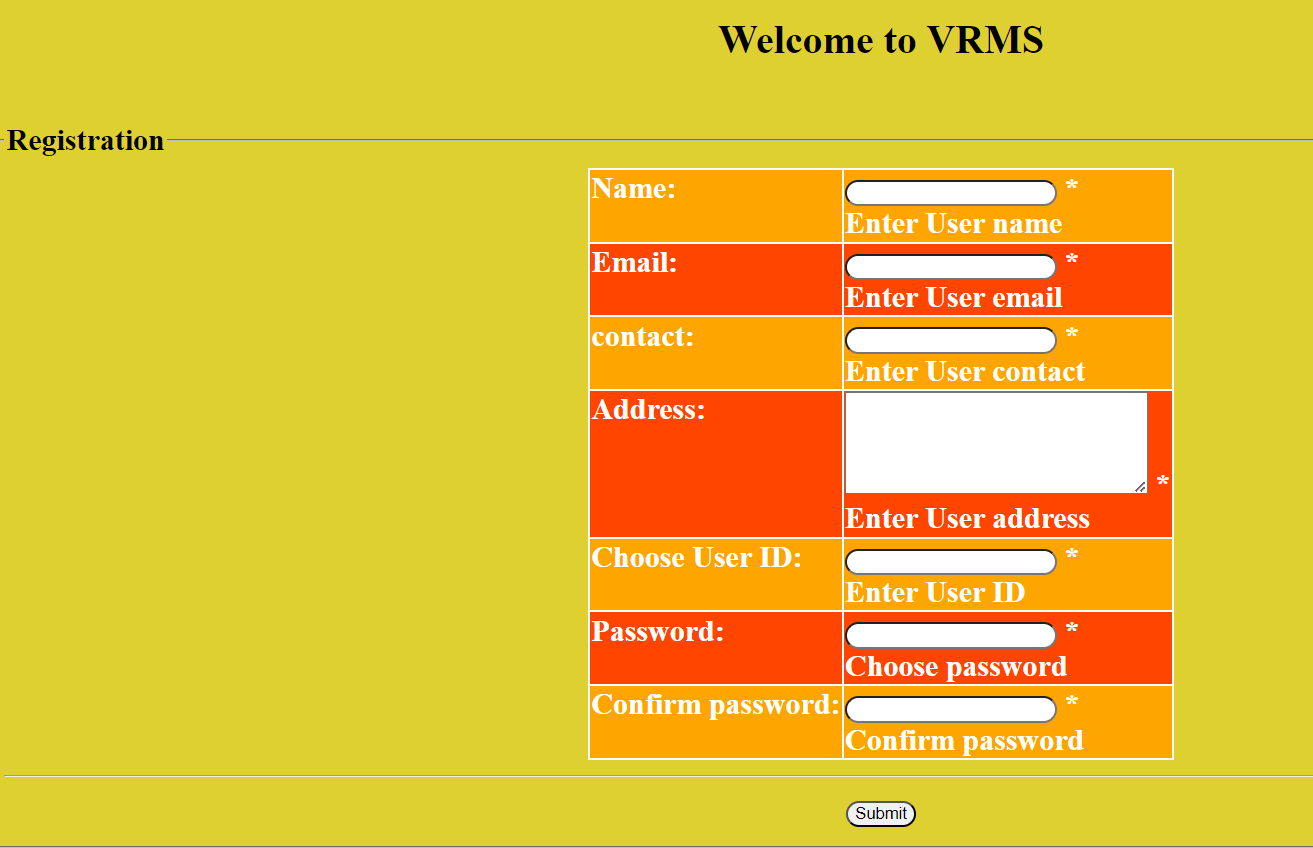 Welcome to VRMS
Registration
Name: *
Enter User name
Email: *
Enter User email
contact: *
Enter User contact
Address: *
Enter User address
Choose User ID: *
Enter User ID
Password: *
Choose password
Confirm password: *
Confirm password
Submit